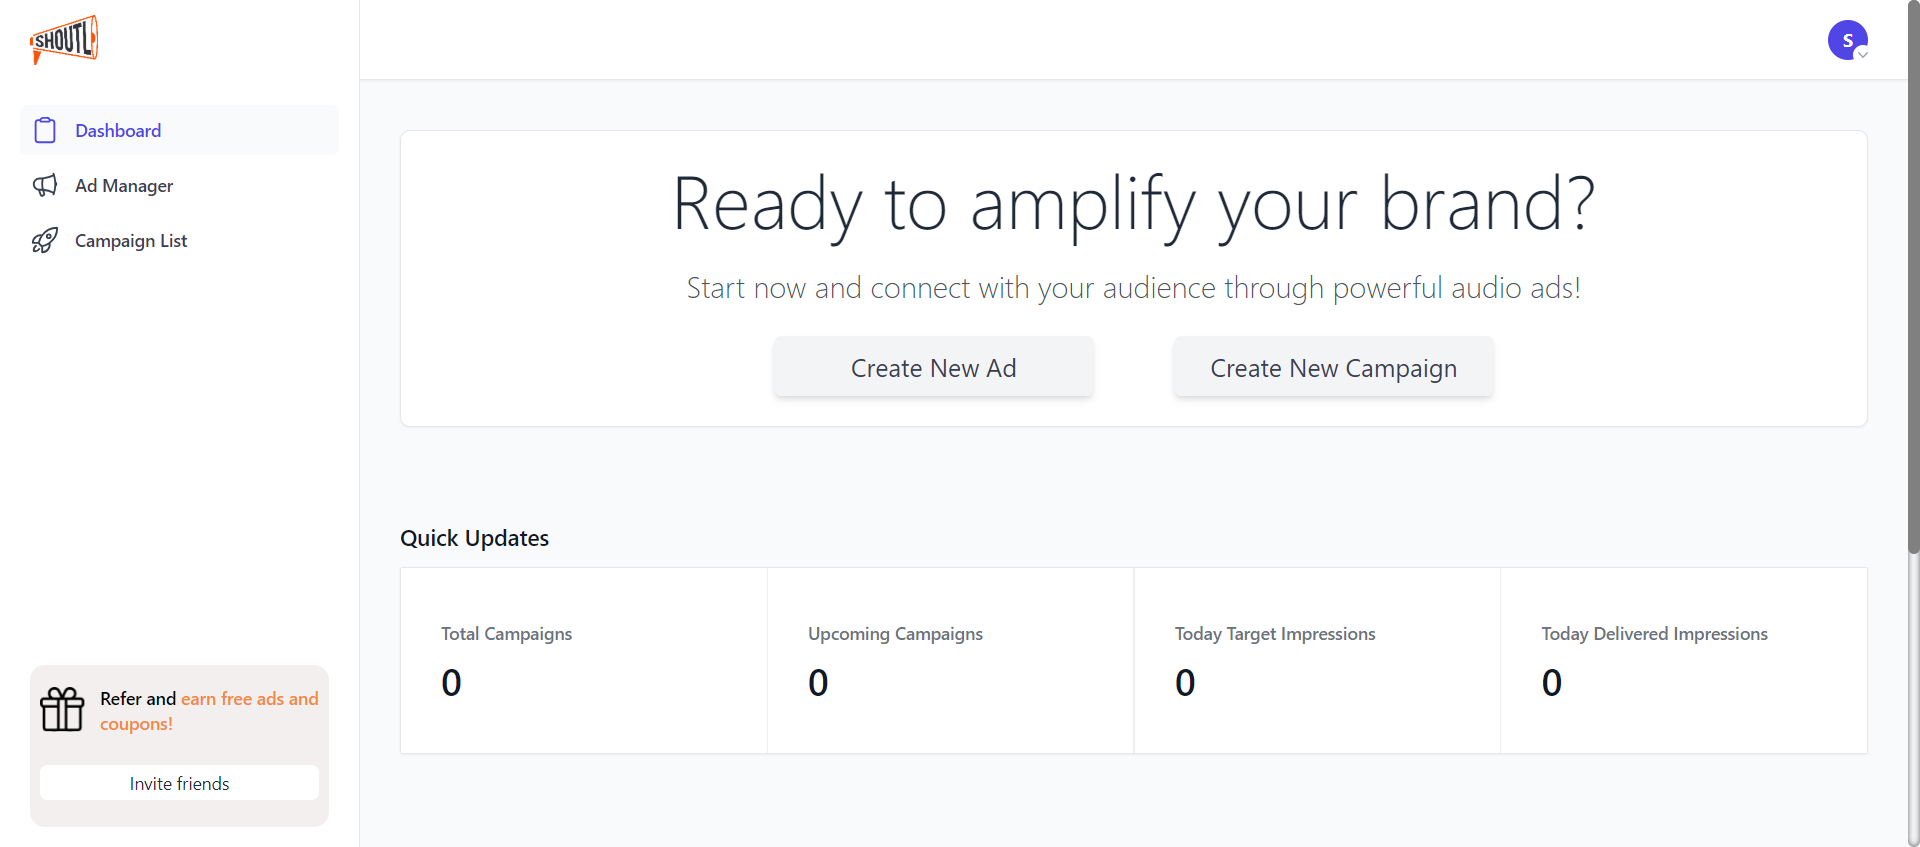 SHOUTL
S
Dashboard
Ad Manager
Campaign List
Ready to amplify your brand?
Start now and connect with your audience through powerful audio ads!
Create New Ad
Create New Campaign
Quick Updates
Total Campaigns
0
Upcoming Campaigns
0
Today Target Impressions
0
Today Delivered Impressions
0
Refer and earn free ads and
coupons!
Invite friends